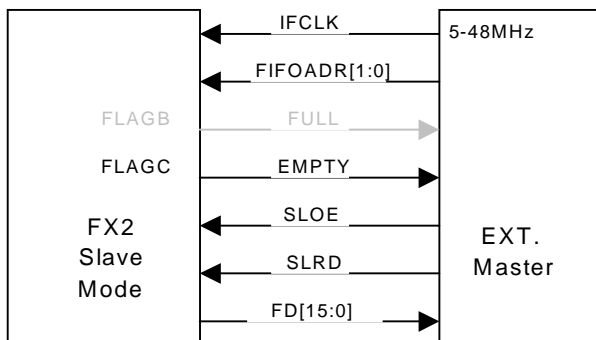 IFCLK
5-48MHz
FIFOADR[1:0]
FLAGB
FULL
FLAGC
EMPTY
SLOE
FX2
Slave
Mode
EXT.
Master
SLRD
FD[15:0]